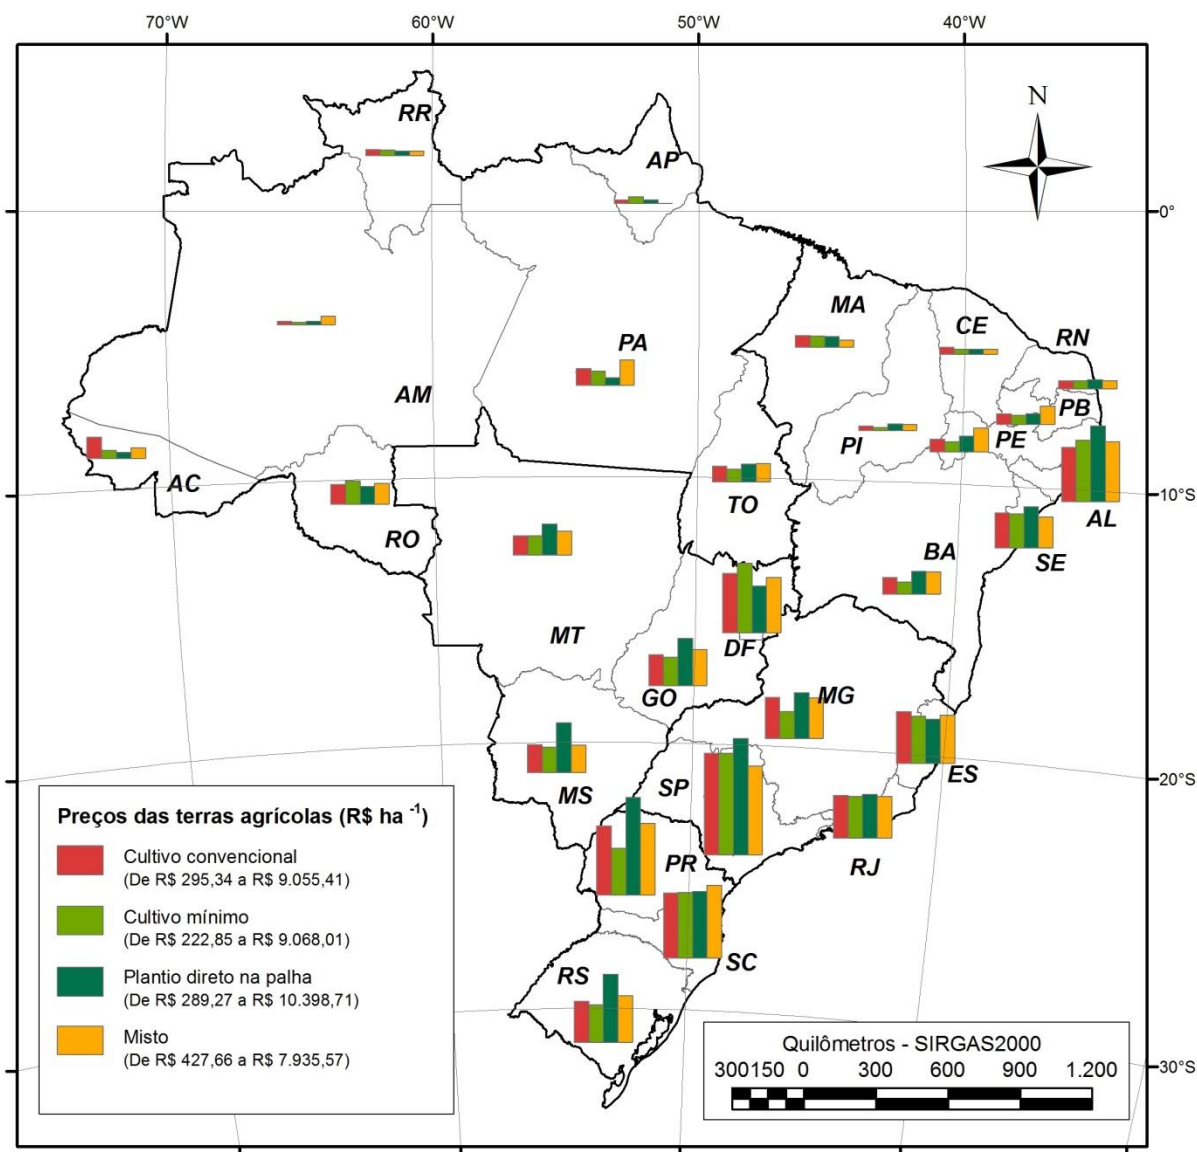 70°W 60°W 50°W 40°W
N
RR
AP
0°
MA
CE
RN
PA
AM
PB
PI
PE
AC
TO
AL
10°S
RO
BA
SE
MT
DF
GO
MG
ES
20°S
MS
SP
PR
RJ
SC
RS
Preços das terras agrícolas (R$ ha -1)
Cultivo convencional
(De R$ 295,34 a R$ 9.055,41)
Cultivo mínimo
(De R$ 222,85 a R$ 9.068,01)
Plantio direto na palha
(De R$ 289,27 a R$ 10.398,71)
Misto
(De R$ 427,66 a R$ 7.935,57)
Quilômetros - SIRGAS2000
300 150 0 300 600 900 1.200
30°S